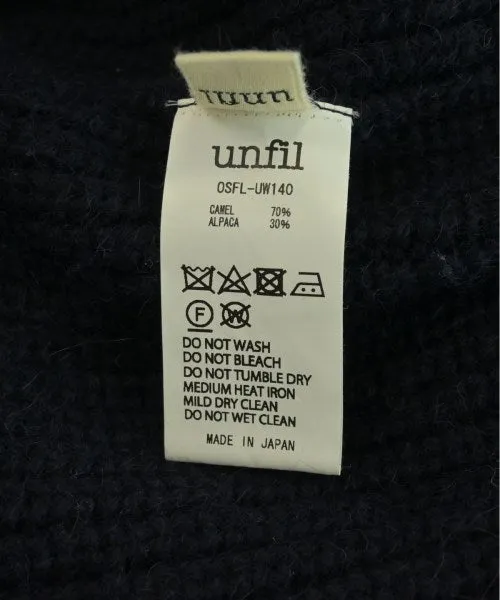 unfil
unfil
OSFL-UW140
CAMEL 70%
ALPACA 30%
F W
DO NOT WASH
DO NOT BLEACH
DO NOT TUMBLE DRY
MEDIUM HEAT IRON
MILD DRY CLEAN
DO NOT WET CLEAN
MADE IN JAPAN